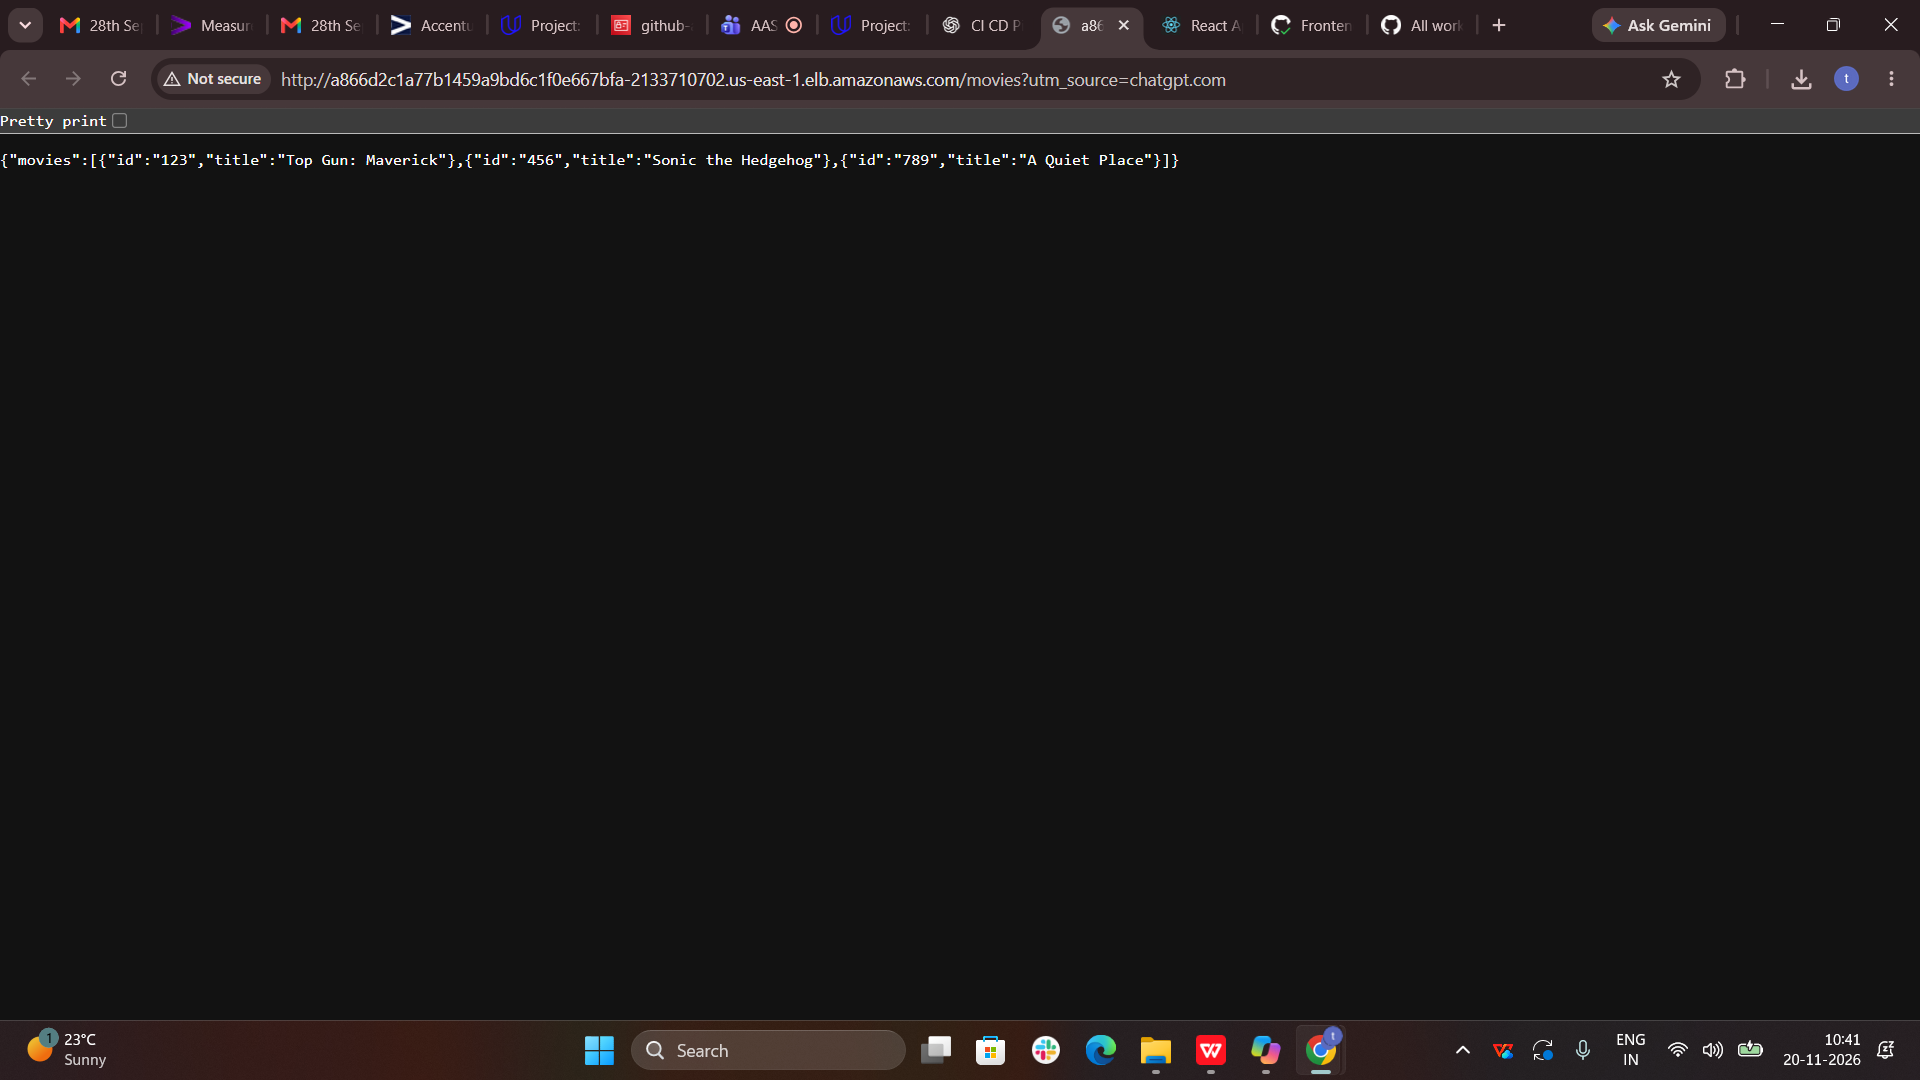 28th Se
Measur
28th Se
Accentu
Project:
github-
AAS
Project:
CI CD P
a86
React A
Fronten
All work
Ask Gemini
Not secure
http://a866d2c1a77b1459a9bd6c1f0e667bfa-2133710702.us-east-1.elb.amazonaws.com/movies?utm_source=chatgpt.com
t
Pretty print
{"movies":[{"id":"123","title":"Top Gun: Maverick"},{"id":"456","title":"Sonic the Hedgehog"},{"id":"789","title":"A Quiet Place"}]}
1
23°C
Sunny
Search
t
ENG
IN
10:41
20-11-2026